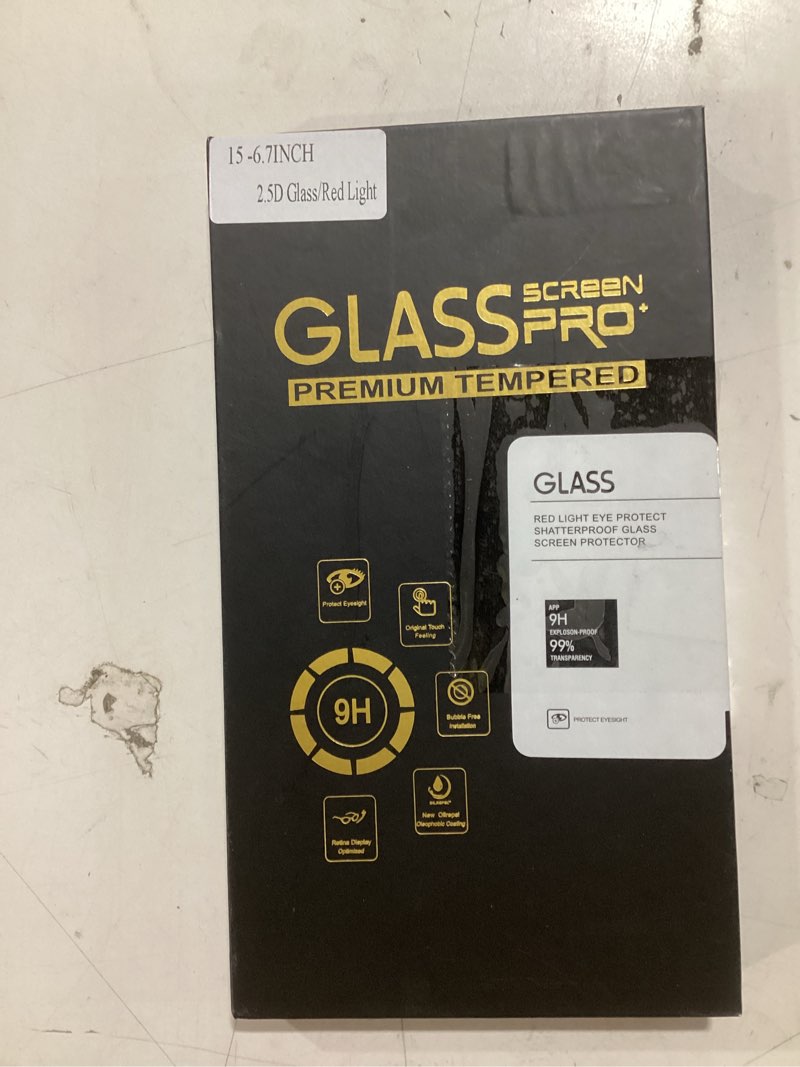 15 -6.7INCH
2.5D Glass/Red Light
GLASS SCREEN PRO+
PREMIUM TEMPERED
GLASS
RED LIGHT EYE PROTECT
SHATTERPROOF GLASS
SCREEN PROTECTOR
APP
9H
EXPLOSON-PROOF
99%
TRANSPARENCY
PROTECT EYESIGHT
Protect Eyesight
Original Touch
Feeling
9H
Bubble Free
Installation
New Oilrepel
Oleophobic Coating
Retina Display
Optimised